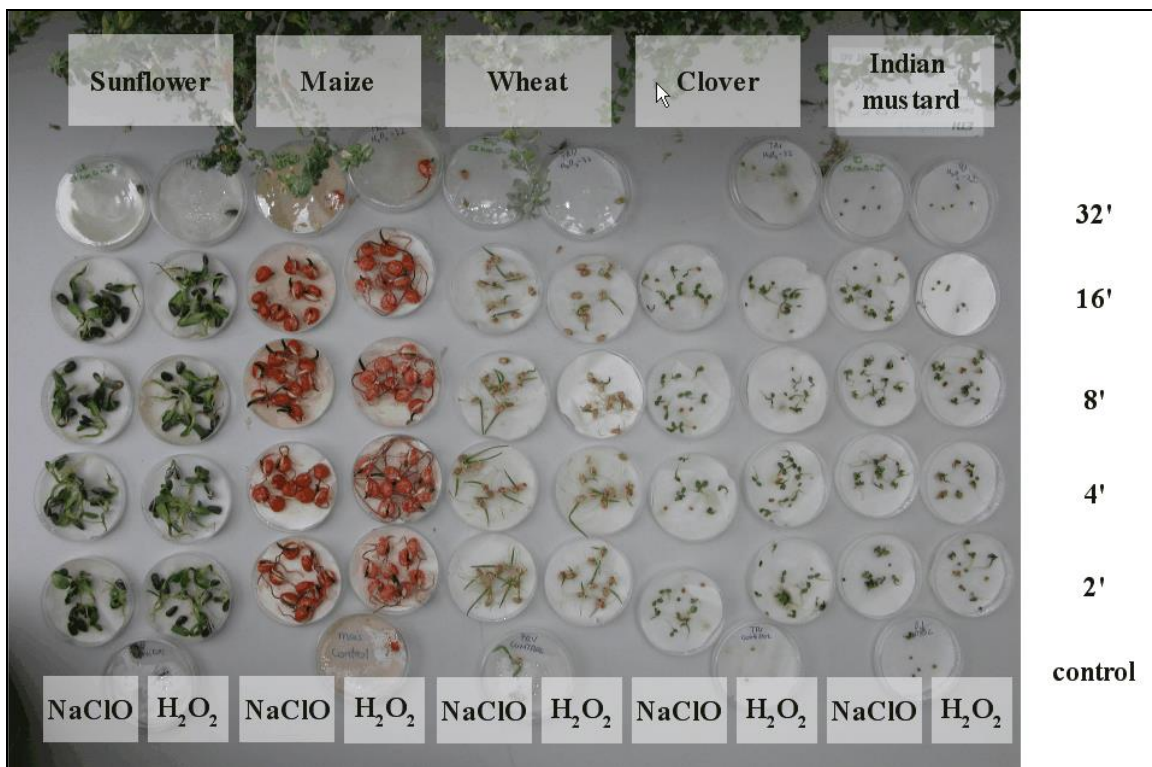 Sunflower
Maize
Wheat
Clover
Indian
mustard
32'
16'
8'
4'
2'
control
Control
NaClO
H₂O₂
NaClO
H₂O₂
NaClO
H₂O₂
NaClO
H₂O₂
NaClO
H₂O₂